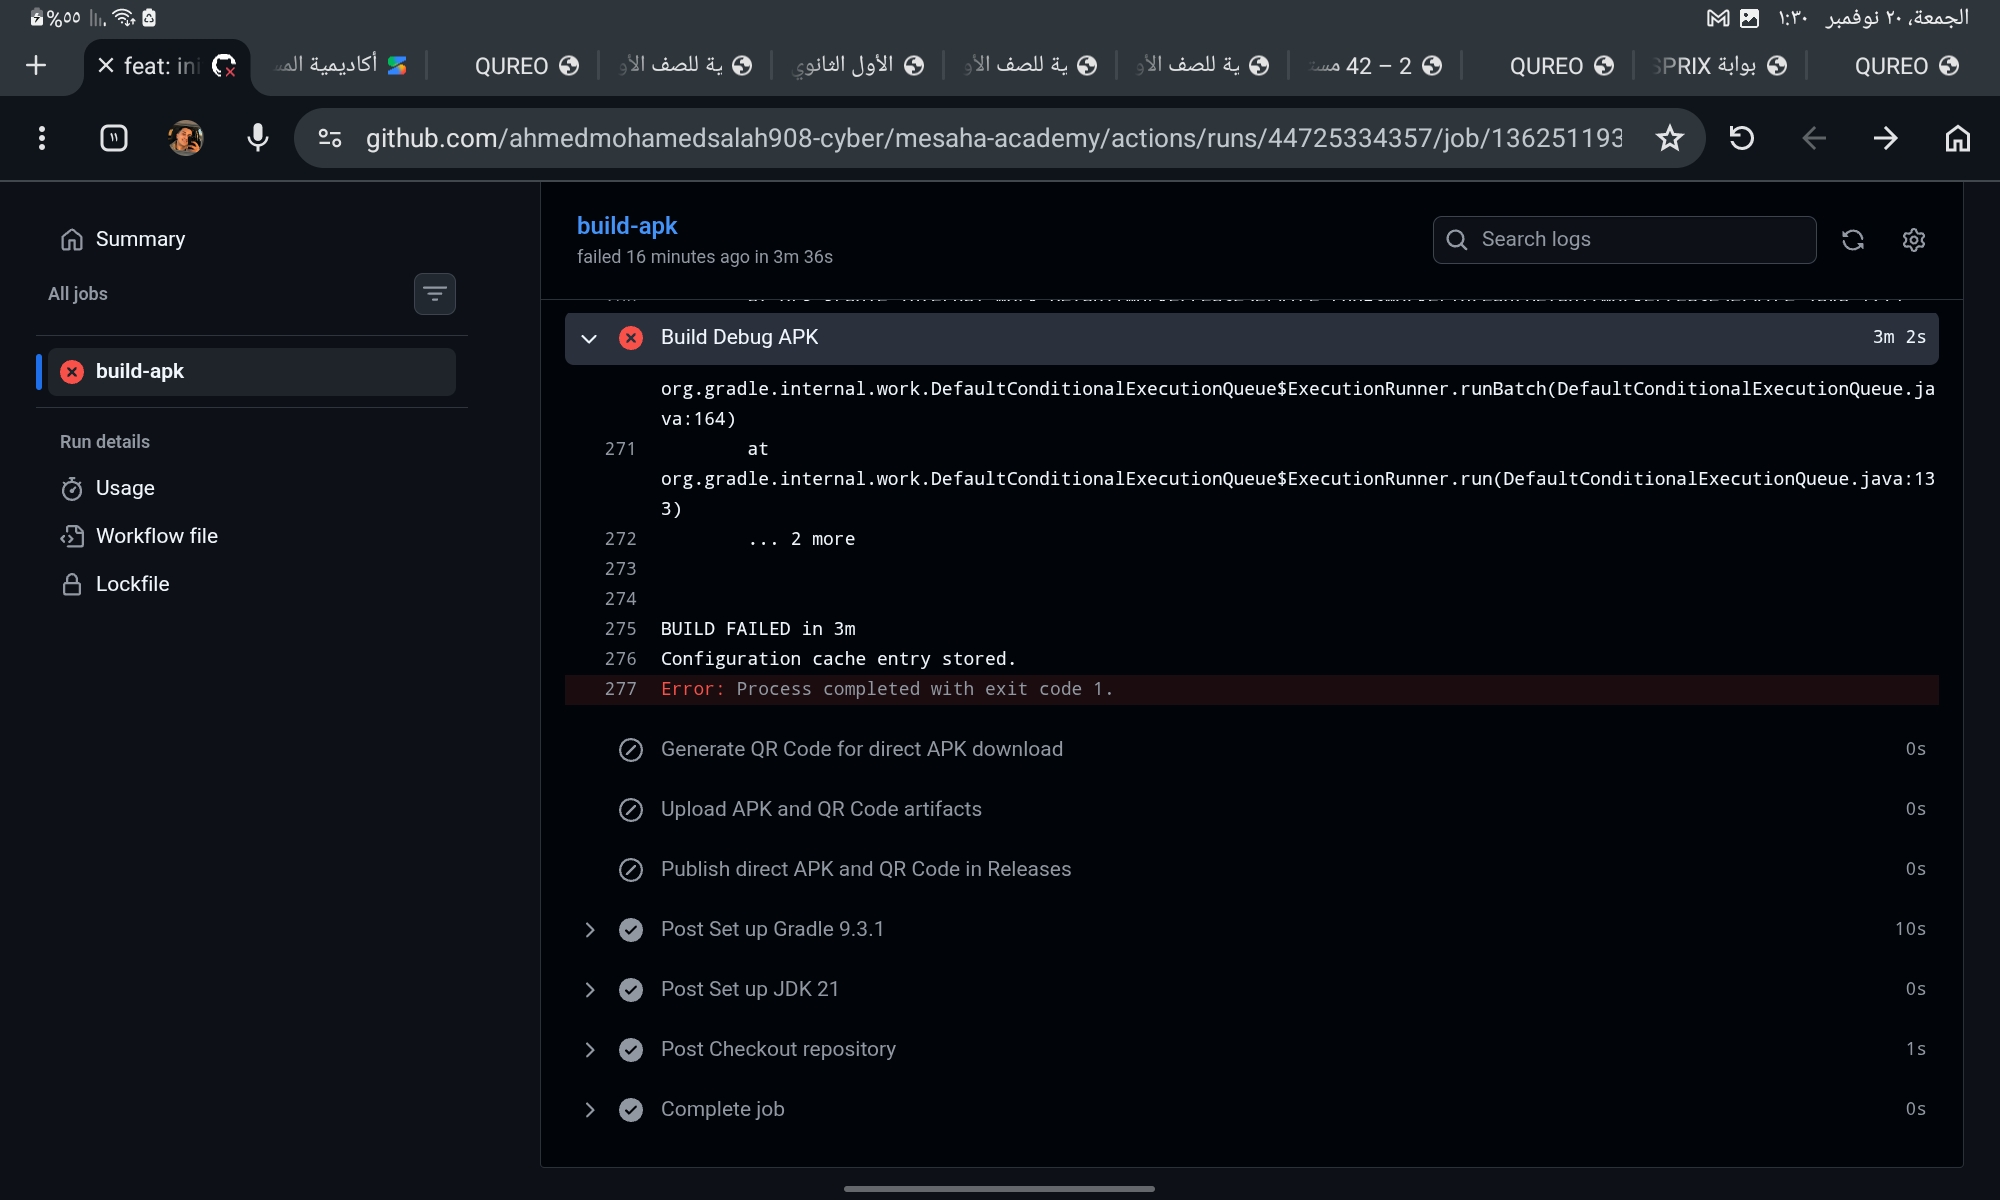 الجمعة، ٢٠ نوفمبر ١:٣٠
%٥٥
feat: ini
أكاديمية المس
QUREO
ية للصف الأو
الأول الثانوي
ية للصف الأو
ية للصف الأو
2 – 42 مست
QUREO
بوابة SPRIX
QUREO
١١
github.com/ahmedmohamedsalah908-cyber/mesaha-academy/actions/runs/44725334357/job/136251193
Summary
All jobs
build-apk
Run details
Usage
Workflow file
Lockfile
build-apk
failed 16 minutes ago in 3m 36s
Search logs
Build Debug APK
3m 2s
org.gradle.internal.work.DefaultConditionalExecutionQueue$ExecutionRunner.runBatch(DefaultConditionalExecutionQueue.ja
va:164)
271 at
org.gradle.internal.work.DefaultConditionalExecutionQueue$ExecutionRunner.run(DefaultConditionalExecutionQueue.java:13
3)
272 ... 2 more
273
274
275 BUILD FAILED in 3m
276 Configuration cache entry stored.
277 Error: Process completed with exit code 1.
Generate QR Code for direct APK download 0s
Upload APK and QR Code artifacts 0s
Publish direct APK and QR Code in Releases 0s
Post Set up Gradle 9.3.1 10s
Post Set up JDK 21 0s
Post Checkout repository 1s
Complete job 0s